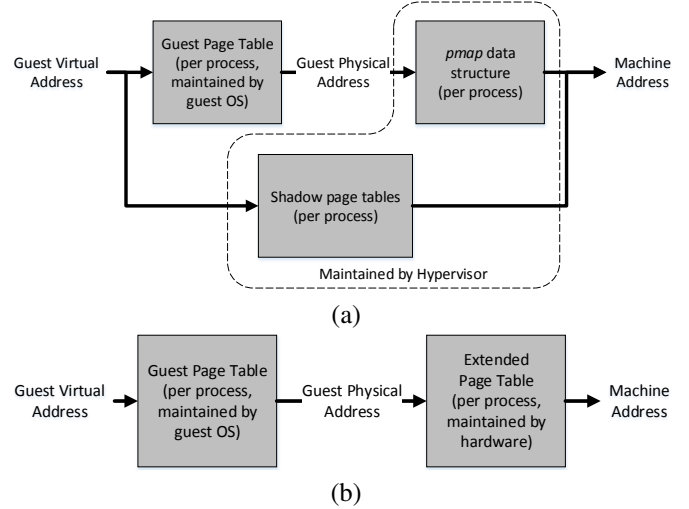 Guest Virtual
Address
Guest Page Table
(per process,
maintained by
guest OS)
Guest Physical
Address
pmap data
structure
(per process)
Machine
Address
Shadow page tables
(per process)
Maintained by Hypervisor
(a)
Guest Virtual
Address
Guest Page Table
(per process,
maintained by
guest OS)
Guest Physical
Address
Extended
Page Table
(per process,
maintained by
hardware)
Machine
Address
(b)